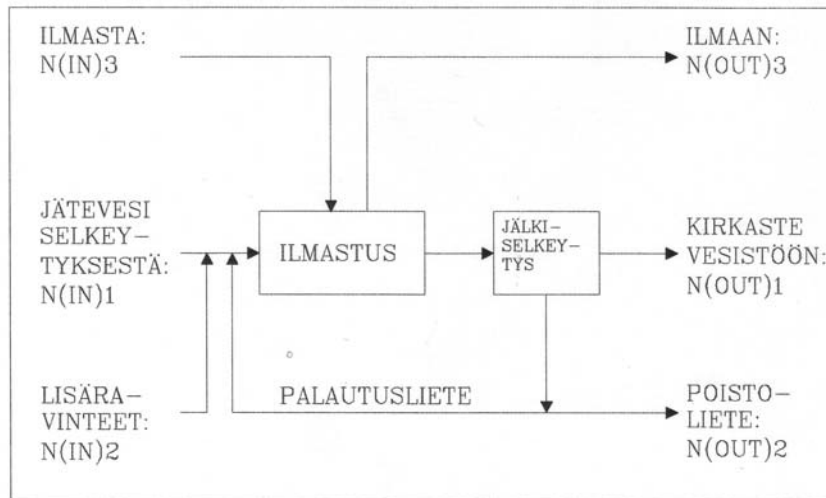 ILMASTA:
N(IN)3
ILMAAN:
N(OUT)3
JÄTEVESI
SELKEY-
TYKSESTÄ:
N(IN)1
ILMASTUS
JÄLKI-
SELKEY-
TYS
KIRKASTE
VESISTÖÖN:
N(OUT)1
LISÄRA-
VINTEET:
N(IN)2
PALAUTUSLIETE
POISTO-
LIETE:
N(OUT)2